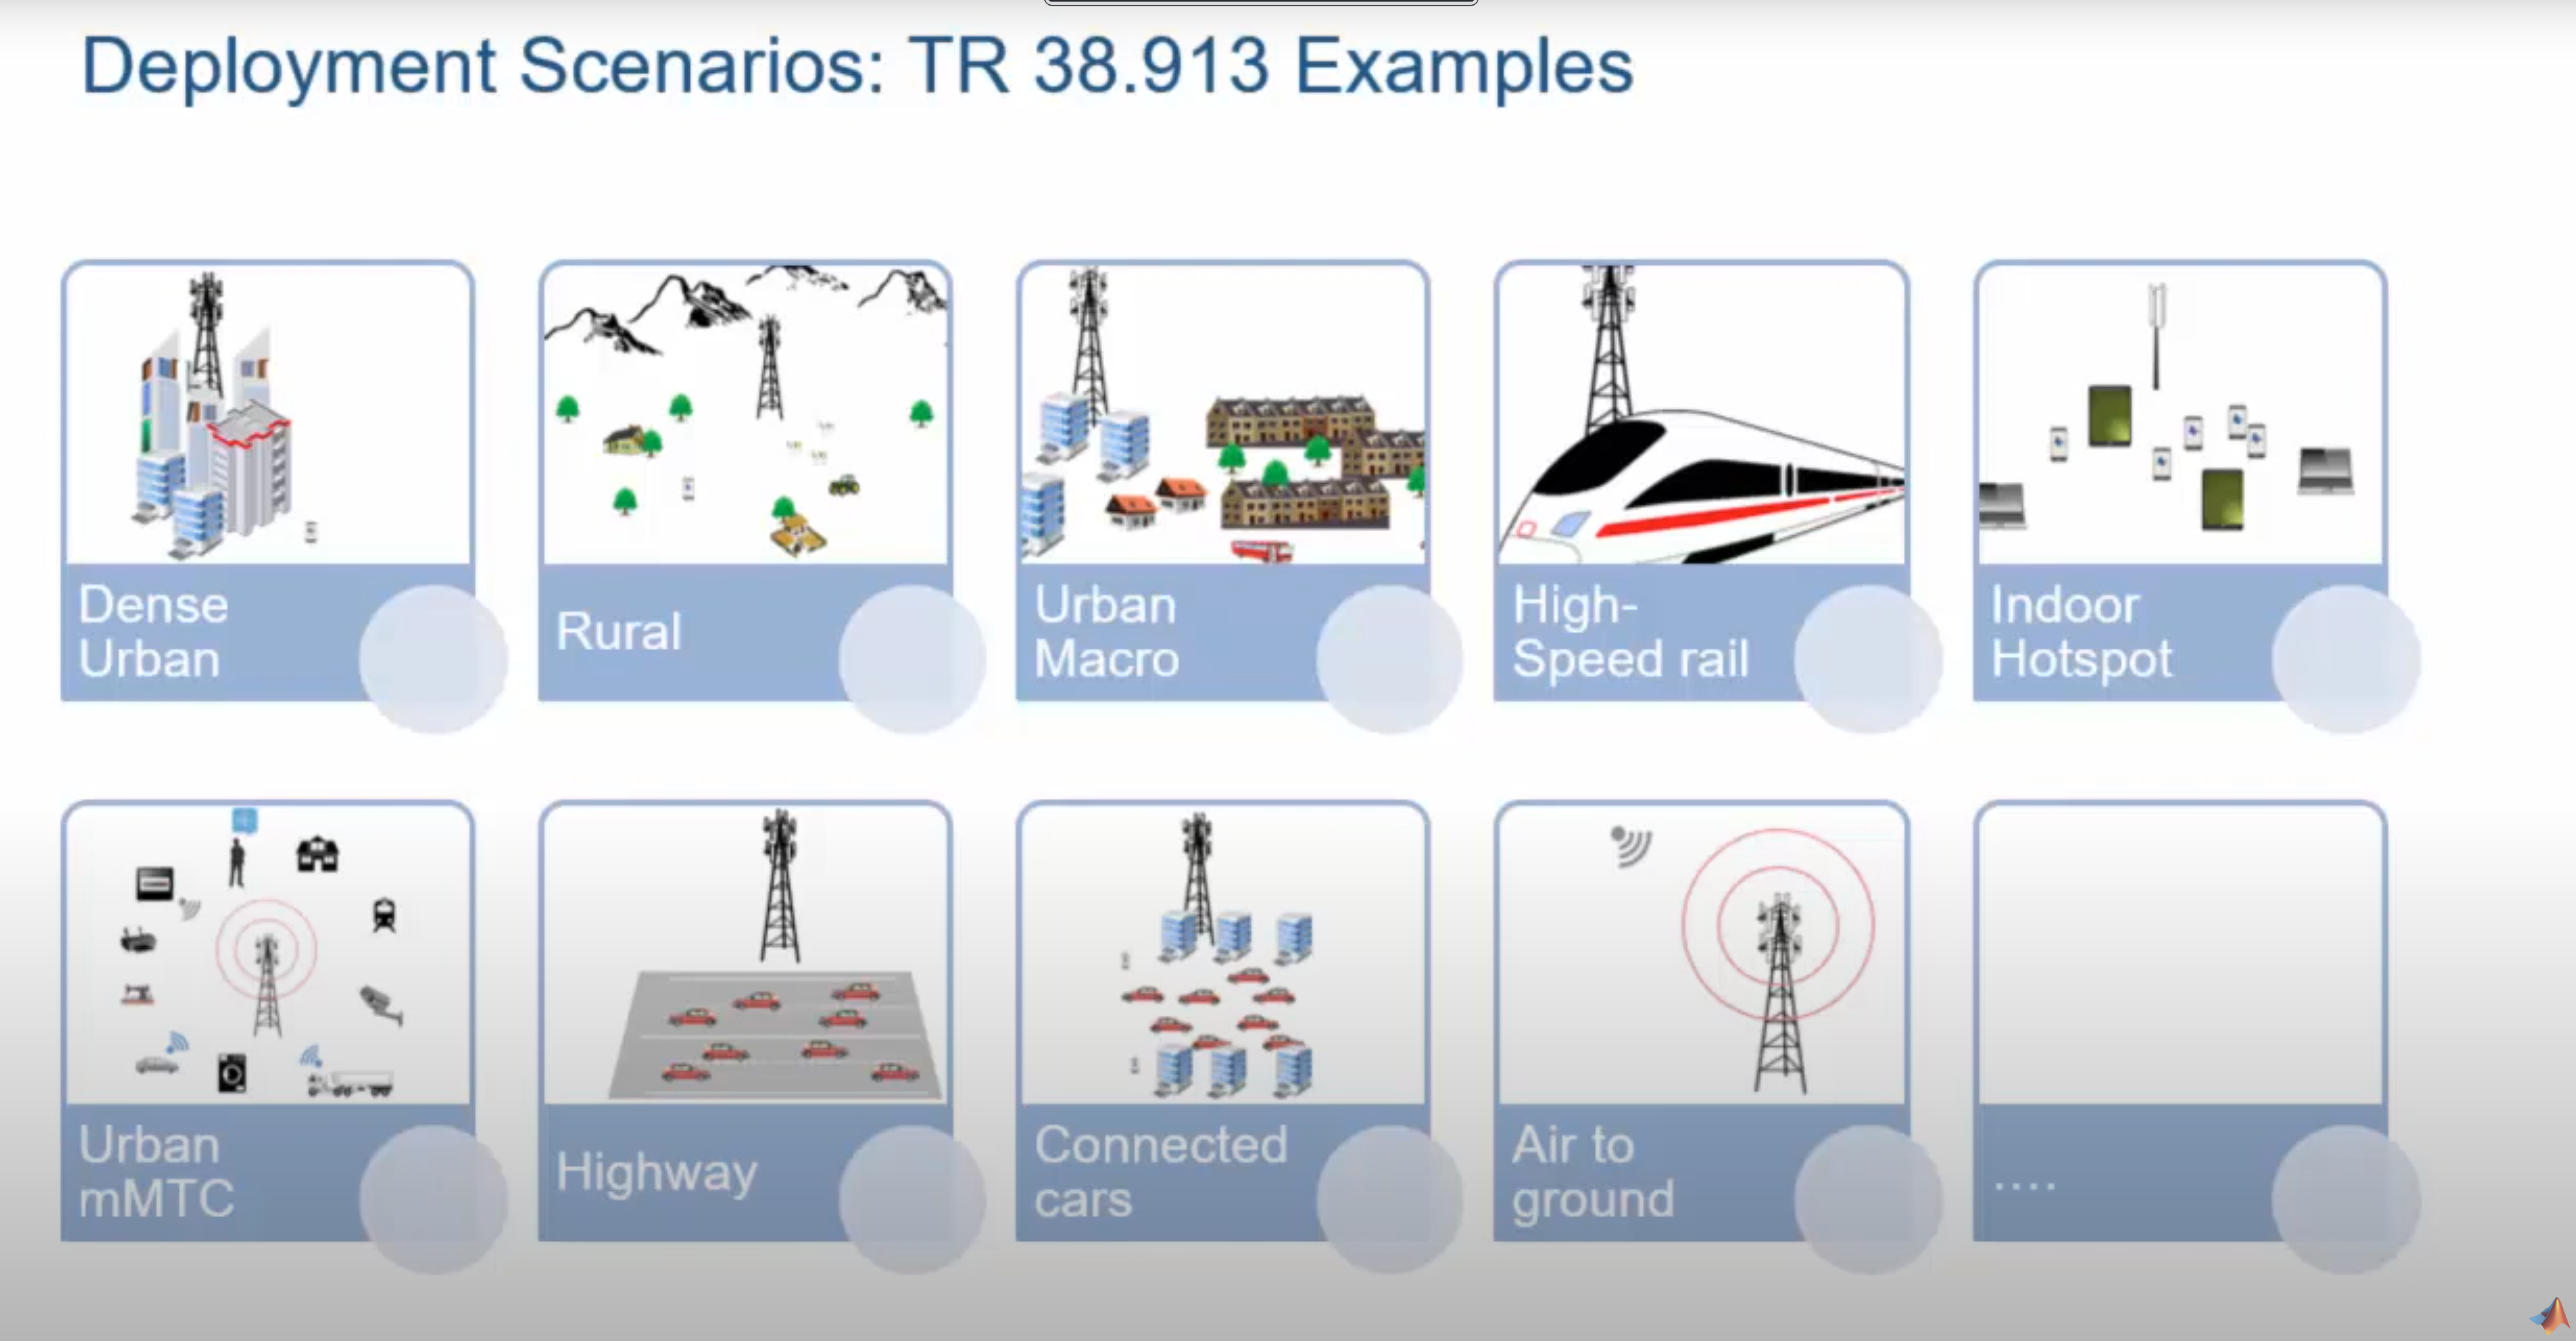 Deployment Scenarios: TR 38.913 Examples
Dense
Urban
Rural
Urban
Macro
High-
Speed rail
Indoor
Hotspot
Urban
mMTC
Highway
Connected
cars
Air to
ground
....